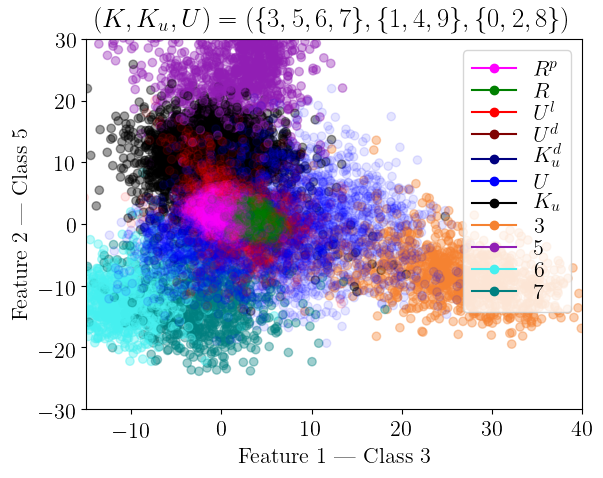 (K, K_u, U) = ({3, 5, 6, 7}, {1, 4, 9}, {0, 2, 8})
30
20
10
0
−10
−20
−30
Feature 2 — Class 5
R^p
R
U^l
U^d
K_u^d
U
K_u
3
5
6
7
−10 0 10 20 30 40
Feature 1 — Class 3